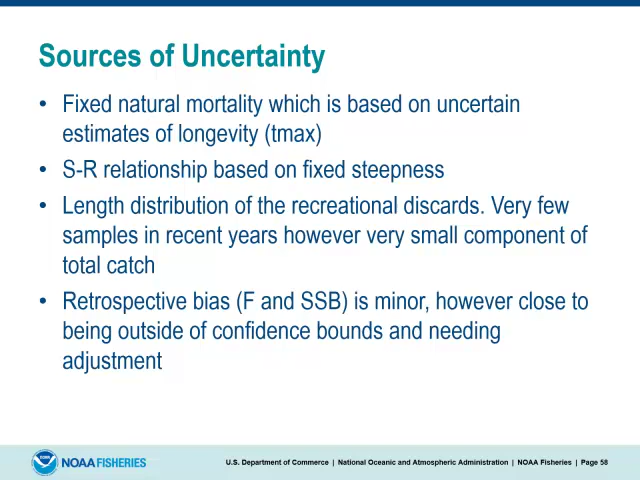 Sources of Uncertainty
• Fixed natural mortality which is based on uncertain
estimates of longevity (tmax)
• S-R relationship based on fixed steepness
• Length distribution of the recreational discards. Very few
samples in recent years however very small component of
total catch
• Retrospective bias (F and SSB) is minor, however close to
being outside of confidence bounds and needing
adjustment
NOAA FISHERIES
U.S. Department of Commerce | National Oceanic and Atmospheric Administration | NOAA Fisheries | Page 58